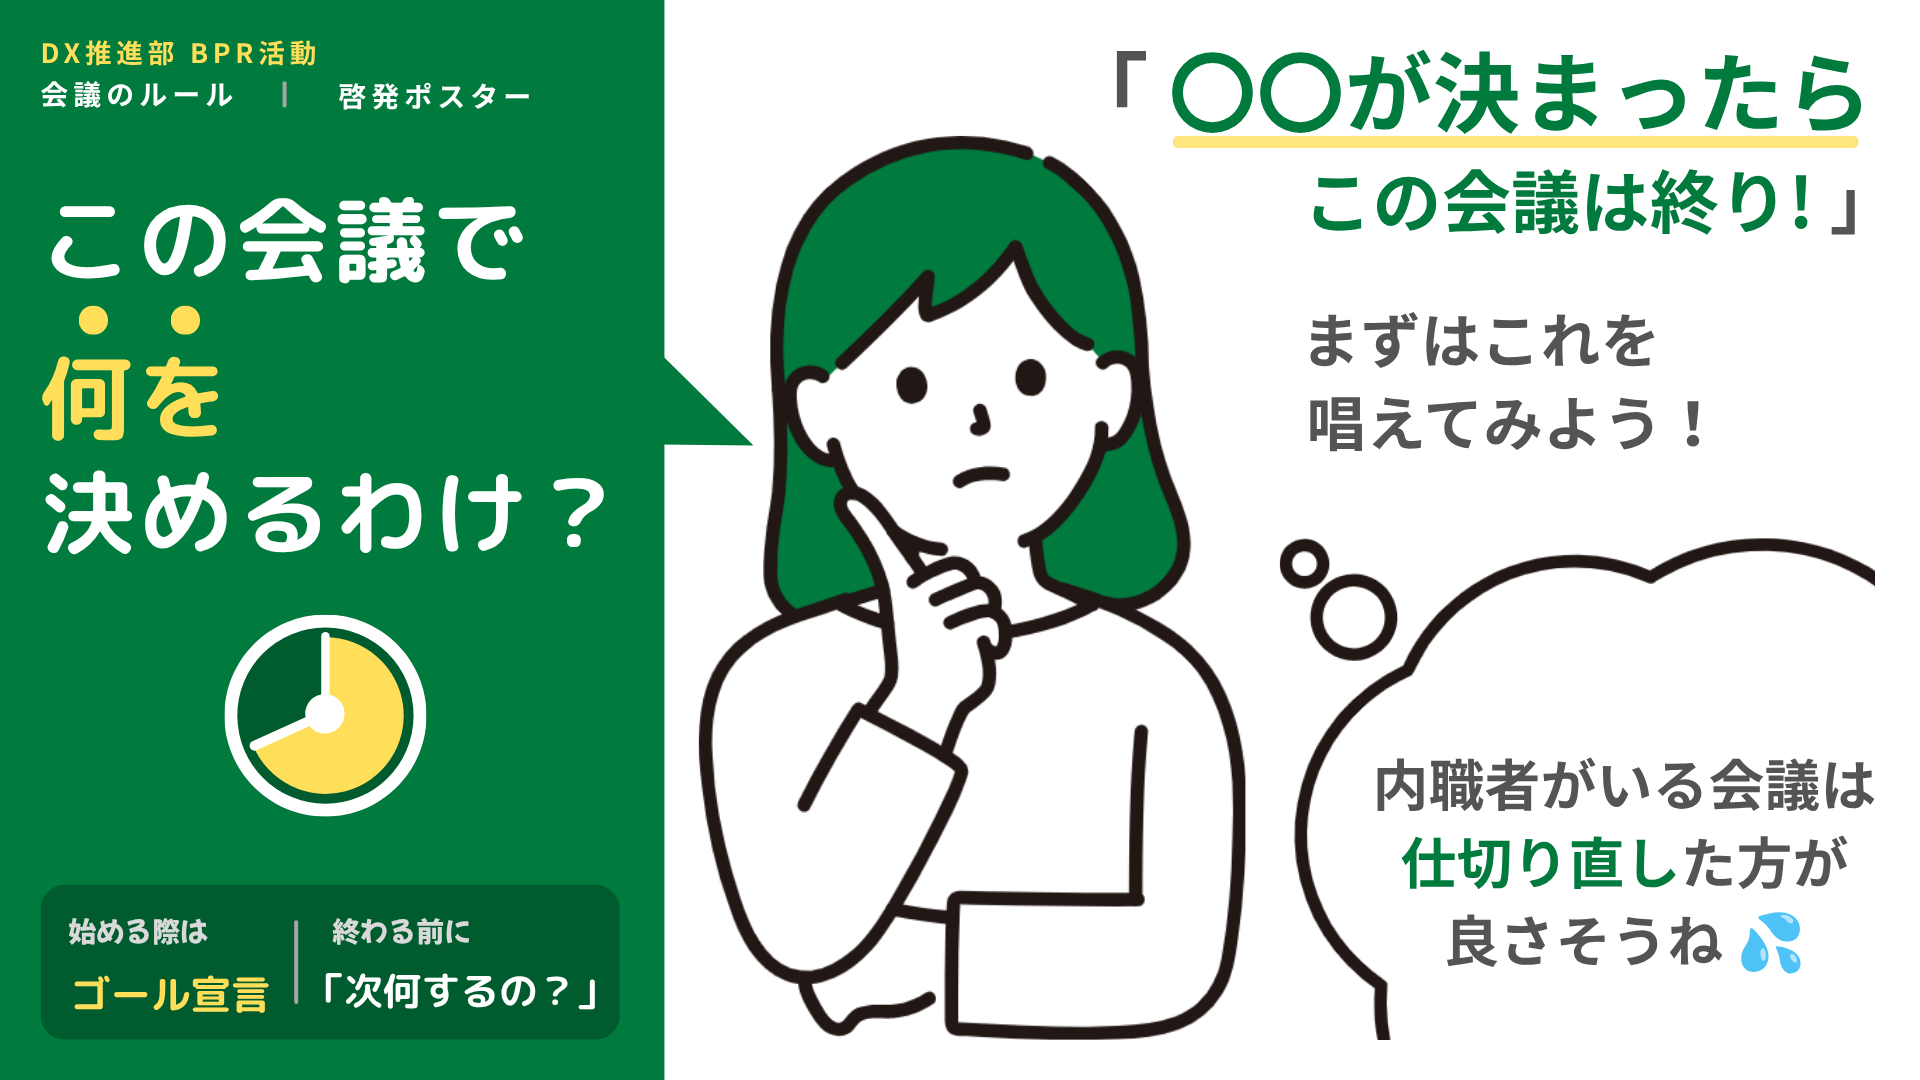 DX推進部 BPR活動
会議のルール | 啓発ポスター
この会議で
何を
決めるわけ？
始める際は
ゴール宣言
終わる前に
「次何するの？」
「〇〇が決まったら
この会議は終り!」
まずはこれを
唱えてみよう！
内職者がいる会議は
仕切り直した方が
良さそうね💦